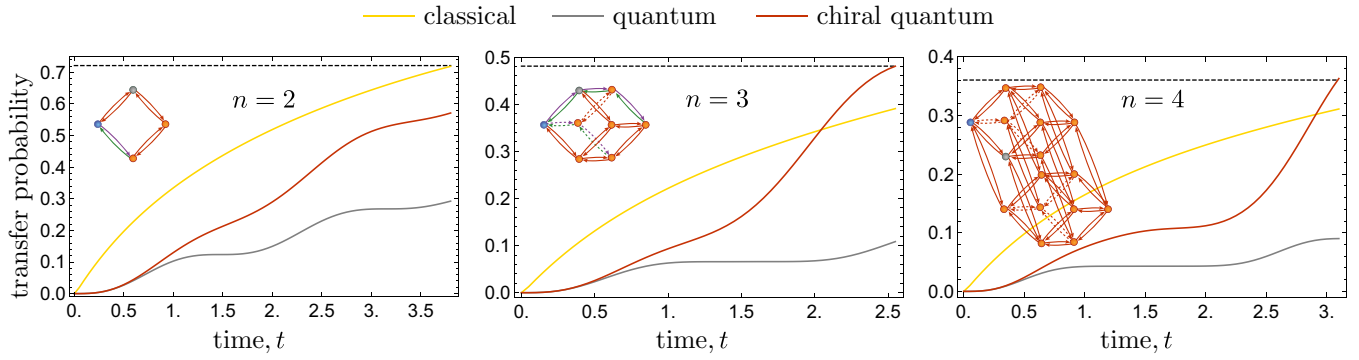 classical quantum chiral quantum
transfer probability
0.7
0.6
0.5
0.4
0.3
0.2
0.1
0.0
n = 2
0. 0.5 1. 1.5 2. 2.5 3. 3.5
time, t
0.5
0.4
0.3
0.2
0.1
0.0
n = 3
0. 0.5 1. 1.5 2. 2.5
time, t
0.4
0.3
0.2
0.1
0.0
n = 4
0. 0.5 1. 1.5 2. 2.5 3.
time, t